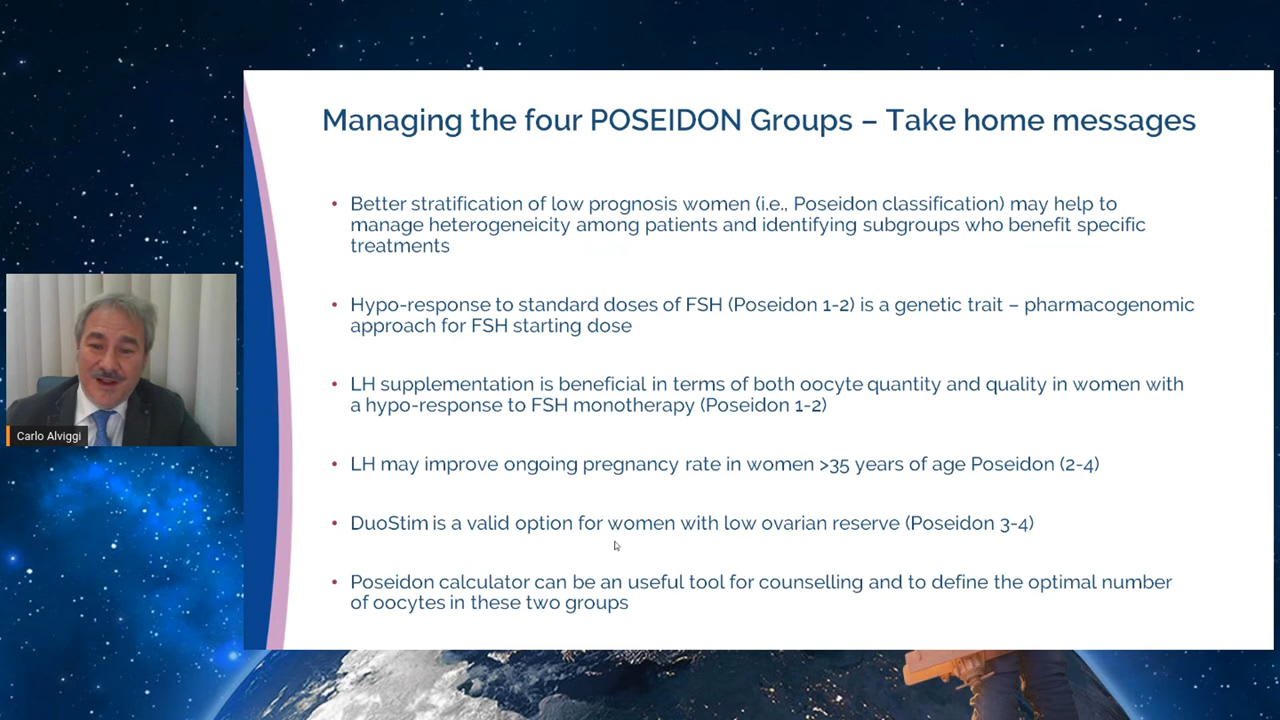 Managing the four POSEIDON Groups – Take home messages
• Better stratification of low prognosis women (i.e., Poseidon classification) may help to
manage heterogeneicity among patients and identifying subgroups who benefit specific
treatments
• Hypo-response to standard doses of FSH (Poseidon 1-2) is a genetic trait – pharmacogenomic
approach for FSH starting dose
• LH supplementation is beneficial in terms of both oocyte quantity and quality in women with
a hypo-response to FSH monotherapy (Poseidon 1-2)
• LH may improve ongoing pregnancy rate in women >35 years of age Poseidon (2-4)
• DuoStim is a valid option for women with low ovarian reserve (Poseidon 3-4)
• Poseidon calculator can be an useful tool for counselling and to define the optimal number
of oocytes in these two groups
Carlo Alviggi